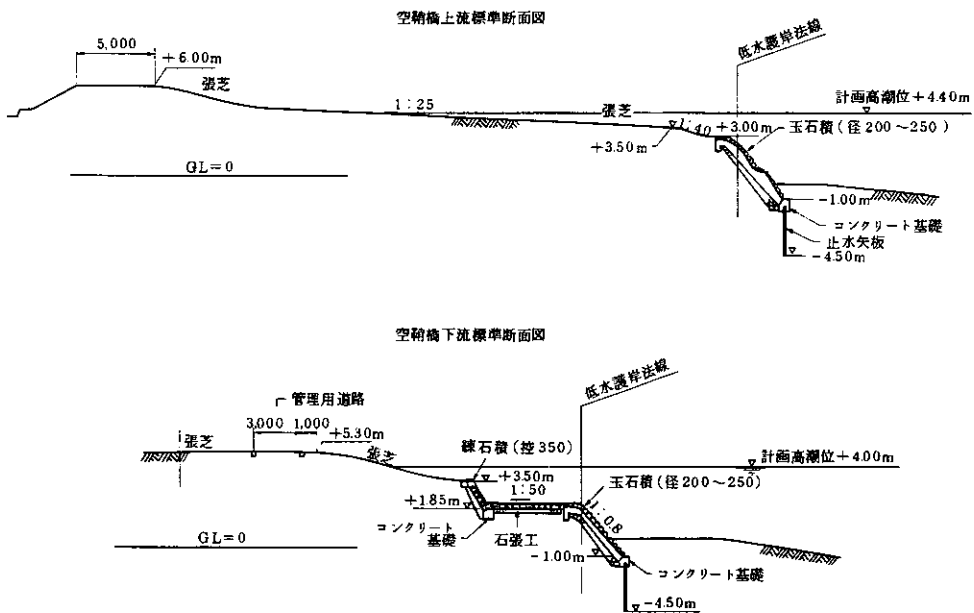 空鞘橋上流標準断面図
低水護岸法線
5,000
+6.00m
張芝
1:25
張芝
計画高潮位+4.40m
1:40
+3.00m
玉石積(径200~250)
+3.50m
GL=0
-1.00m
コンクリート基礎
止水矢板
-4.50m
空鞘橋下流標準断面図
低水護岸法線
管理用道路
3,000
1,000
+5.30m
張芝
張芝
練石積(控350)
計画高潮位+4.00m
+3.50m
1:50
玉石積(径200~250)
+1.85m
1:0.8
コンクリート
基礎
石張工
GL=0
-1.00m
コンクリート基礎
-4.50m